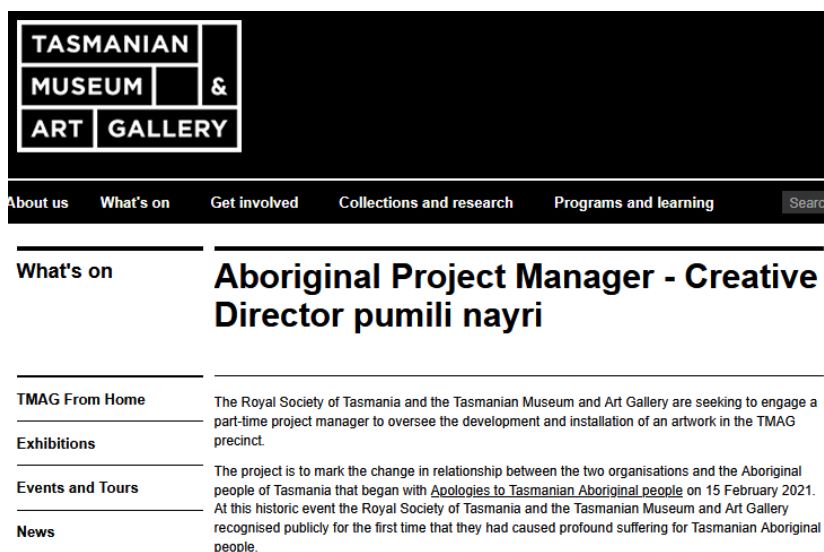 TASMANIAN
MUSEUM &
ART GALLERY
About us What's on Get involved Collections and research Programs and learning Searc
What's on
Aboriginal Project Manager - Creative
Director pumili nayri
TMAG From Home
Exhibitions
Events and Tours
News
The Royal Society of Tasmania and the Tasmanian Museum and Art Gallery are seeking to engage a
part-time project manager to oversee the development and installation of an artwork in the TMAG
precinct.
The project is to mark the change in relationship between the two organisations and the Aboriginal
people of Tasmania that began with Apologies to Tasmanian Aboriginal people on 15 February 2021.
At this historic event the Royal Society of Tasmania and the Tasmanian Museum and Art Gallery
recognised publicly for the first time that they had caused profound suffering for Tasmanian Aboriginal
people.